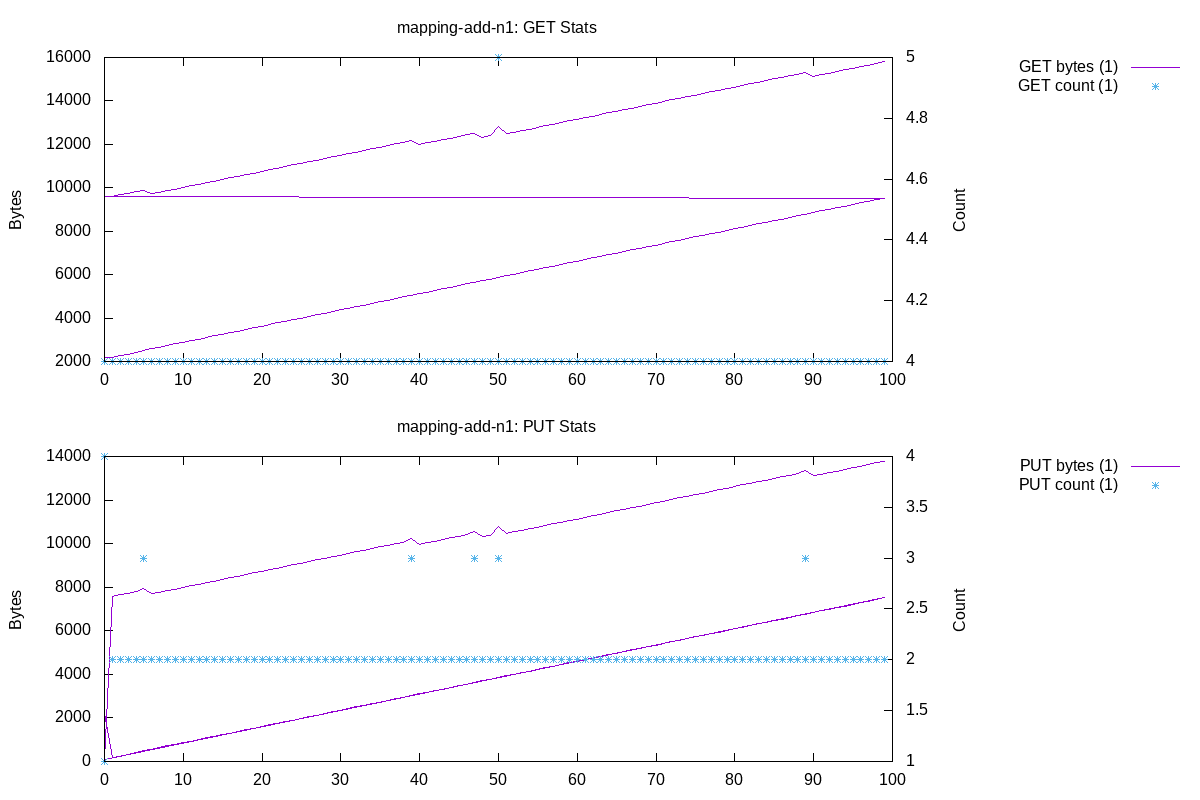 mapping-add-n1: GET Stats
16000
14000
12000
10000
8000
6000
4000
2000
Bytes
5
4.8
4.6
4.4
4.2
4
Count
0 10 20 30 40 50 60 70 80 90 100
GET bytes (1)
GET count (1)
mapping-add-n1: PUT Stats
14000
12000
10000
8000
6000
4000
2000
0
Bytes
4
3.5
3
2.5
2
1.5
1
Count
0 10 20 30 40 50 60 70 80 90 100
PUT bytes (1)
PUT count (1)